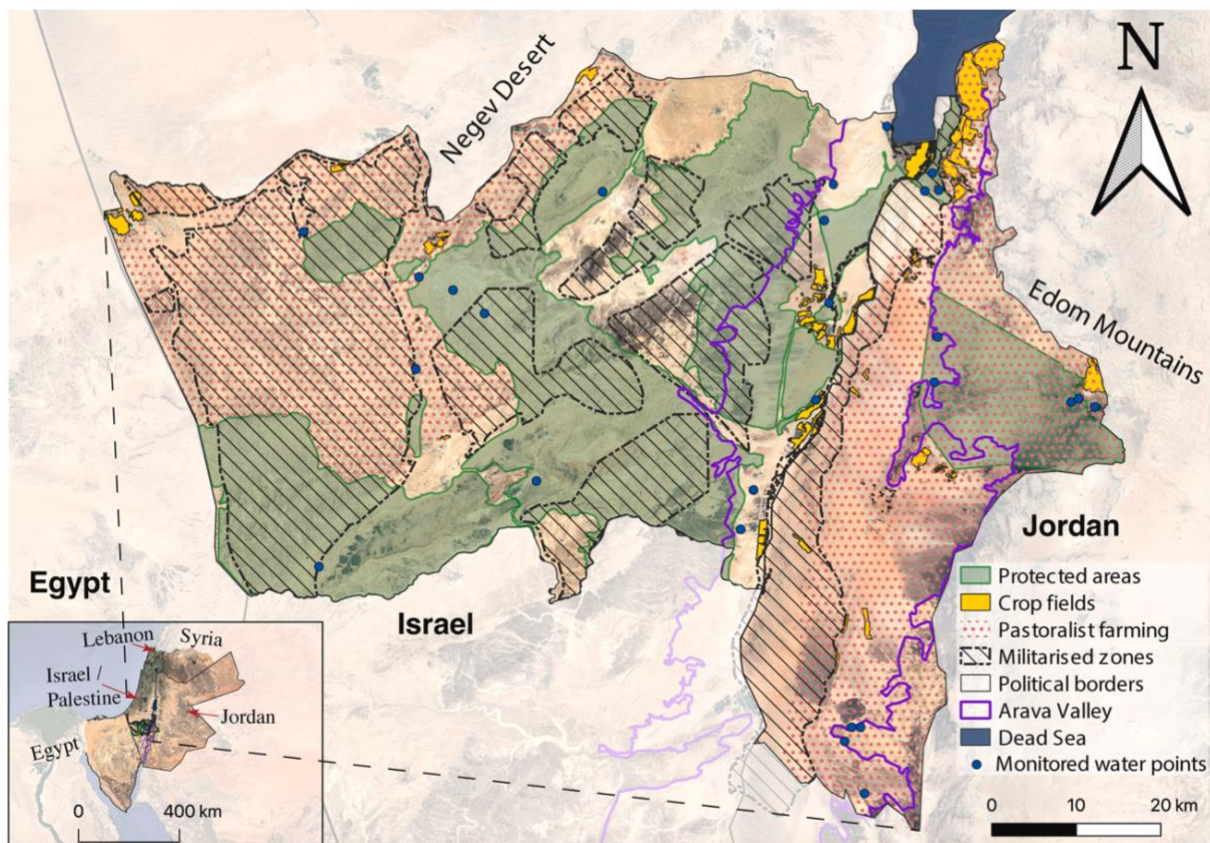 Negev Desert
N
Edom Mountains
Jordan
Egypt
Israel
Protected areas
Crop fields
Pastoralist farming
Militarised zones
Political borders
Arava Valley
Dead Sea
Monitored water points
0 10 20 km
Lebanon
Syria
Israel /
Palestine
Jordan
Egypt
0 400 km